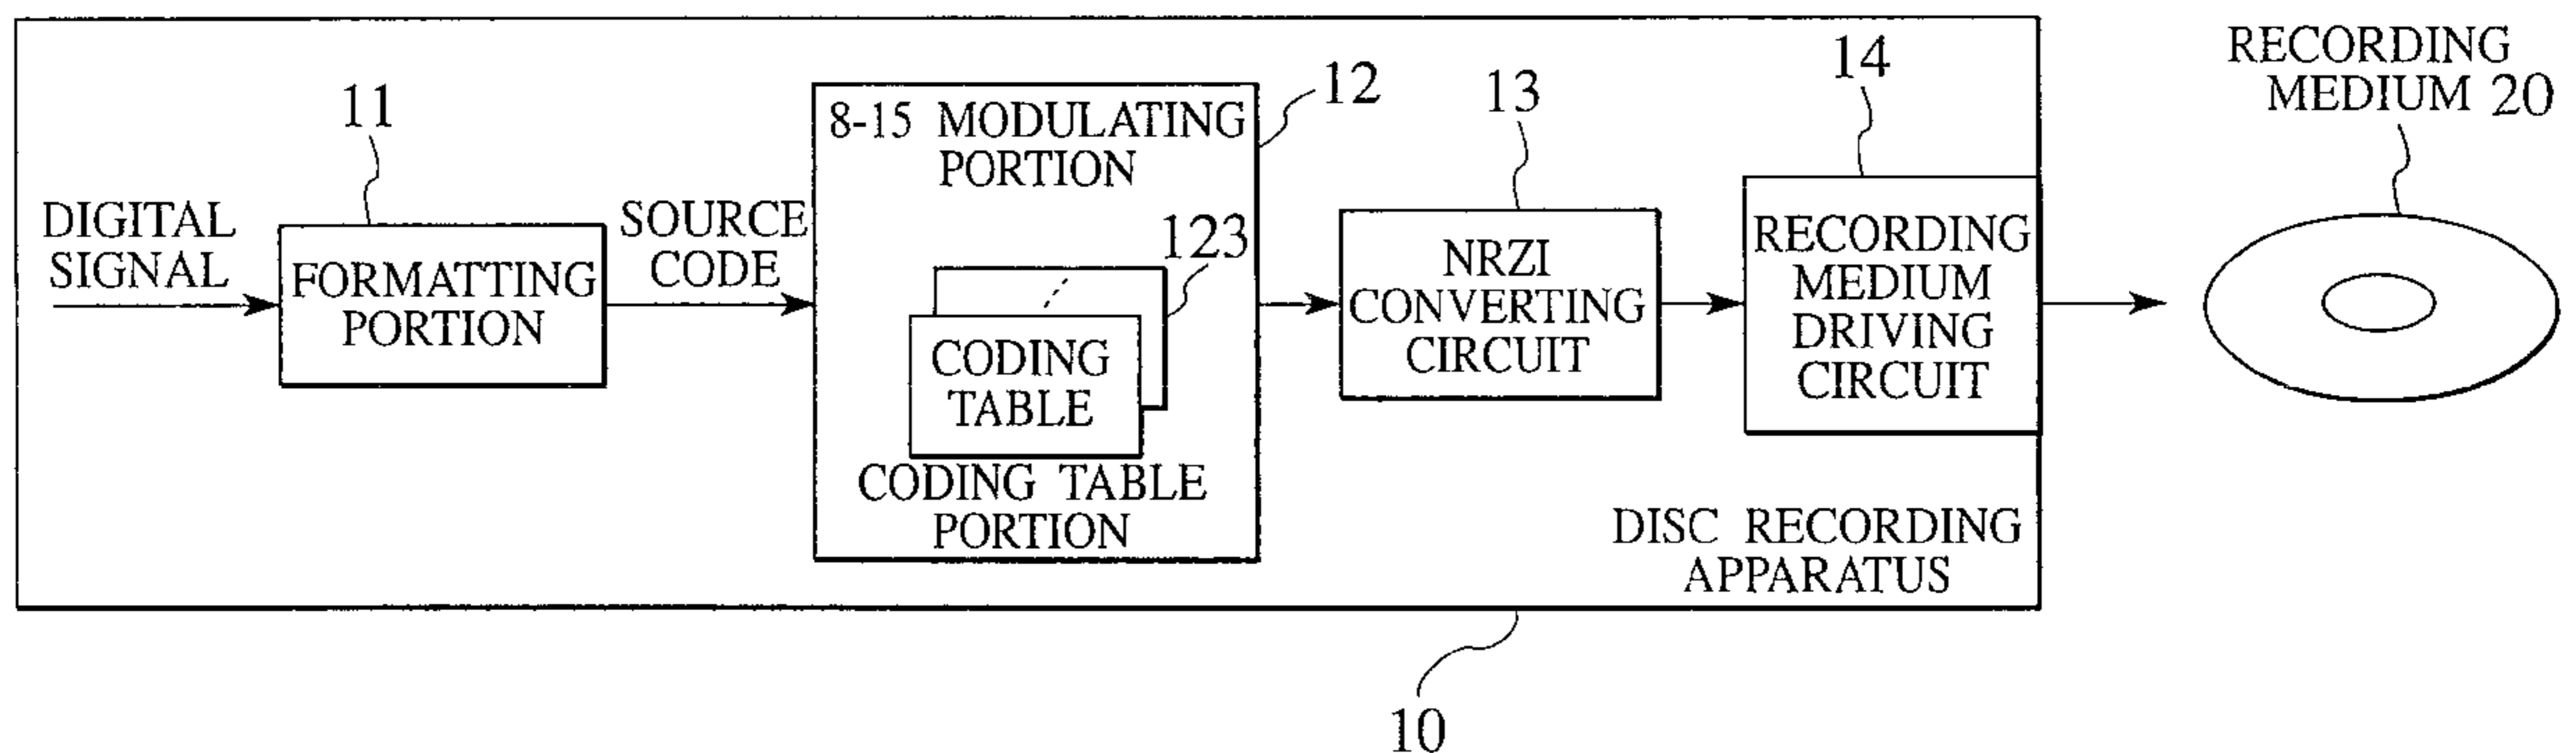 DIGITAL
SIGNAL
11
FORMATTING
PORTION
SOURCE
CODE
12
8-15 MODULATING
PORTION
123
CODING
TABLE
CODING TABLE
PORTION
13
NRZI
CONVERTING
CIRCUIT
14
RECORDING
MEDIUM
DRIVING
CIRCUIT
DISC RECORDING
APPARATUS
10
RECORDING
MEDIUM 20